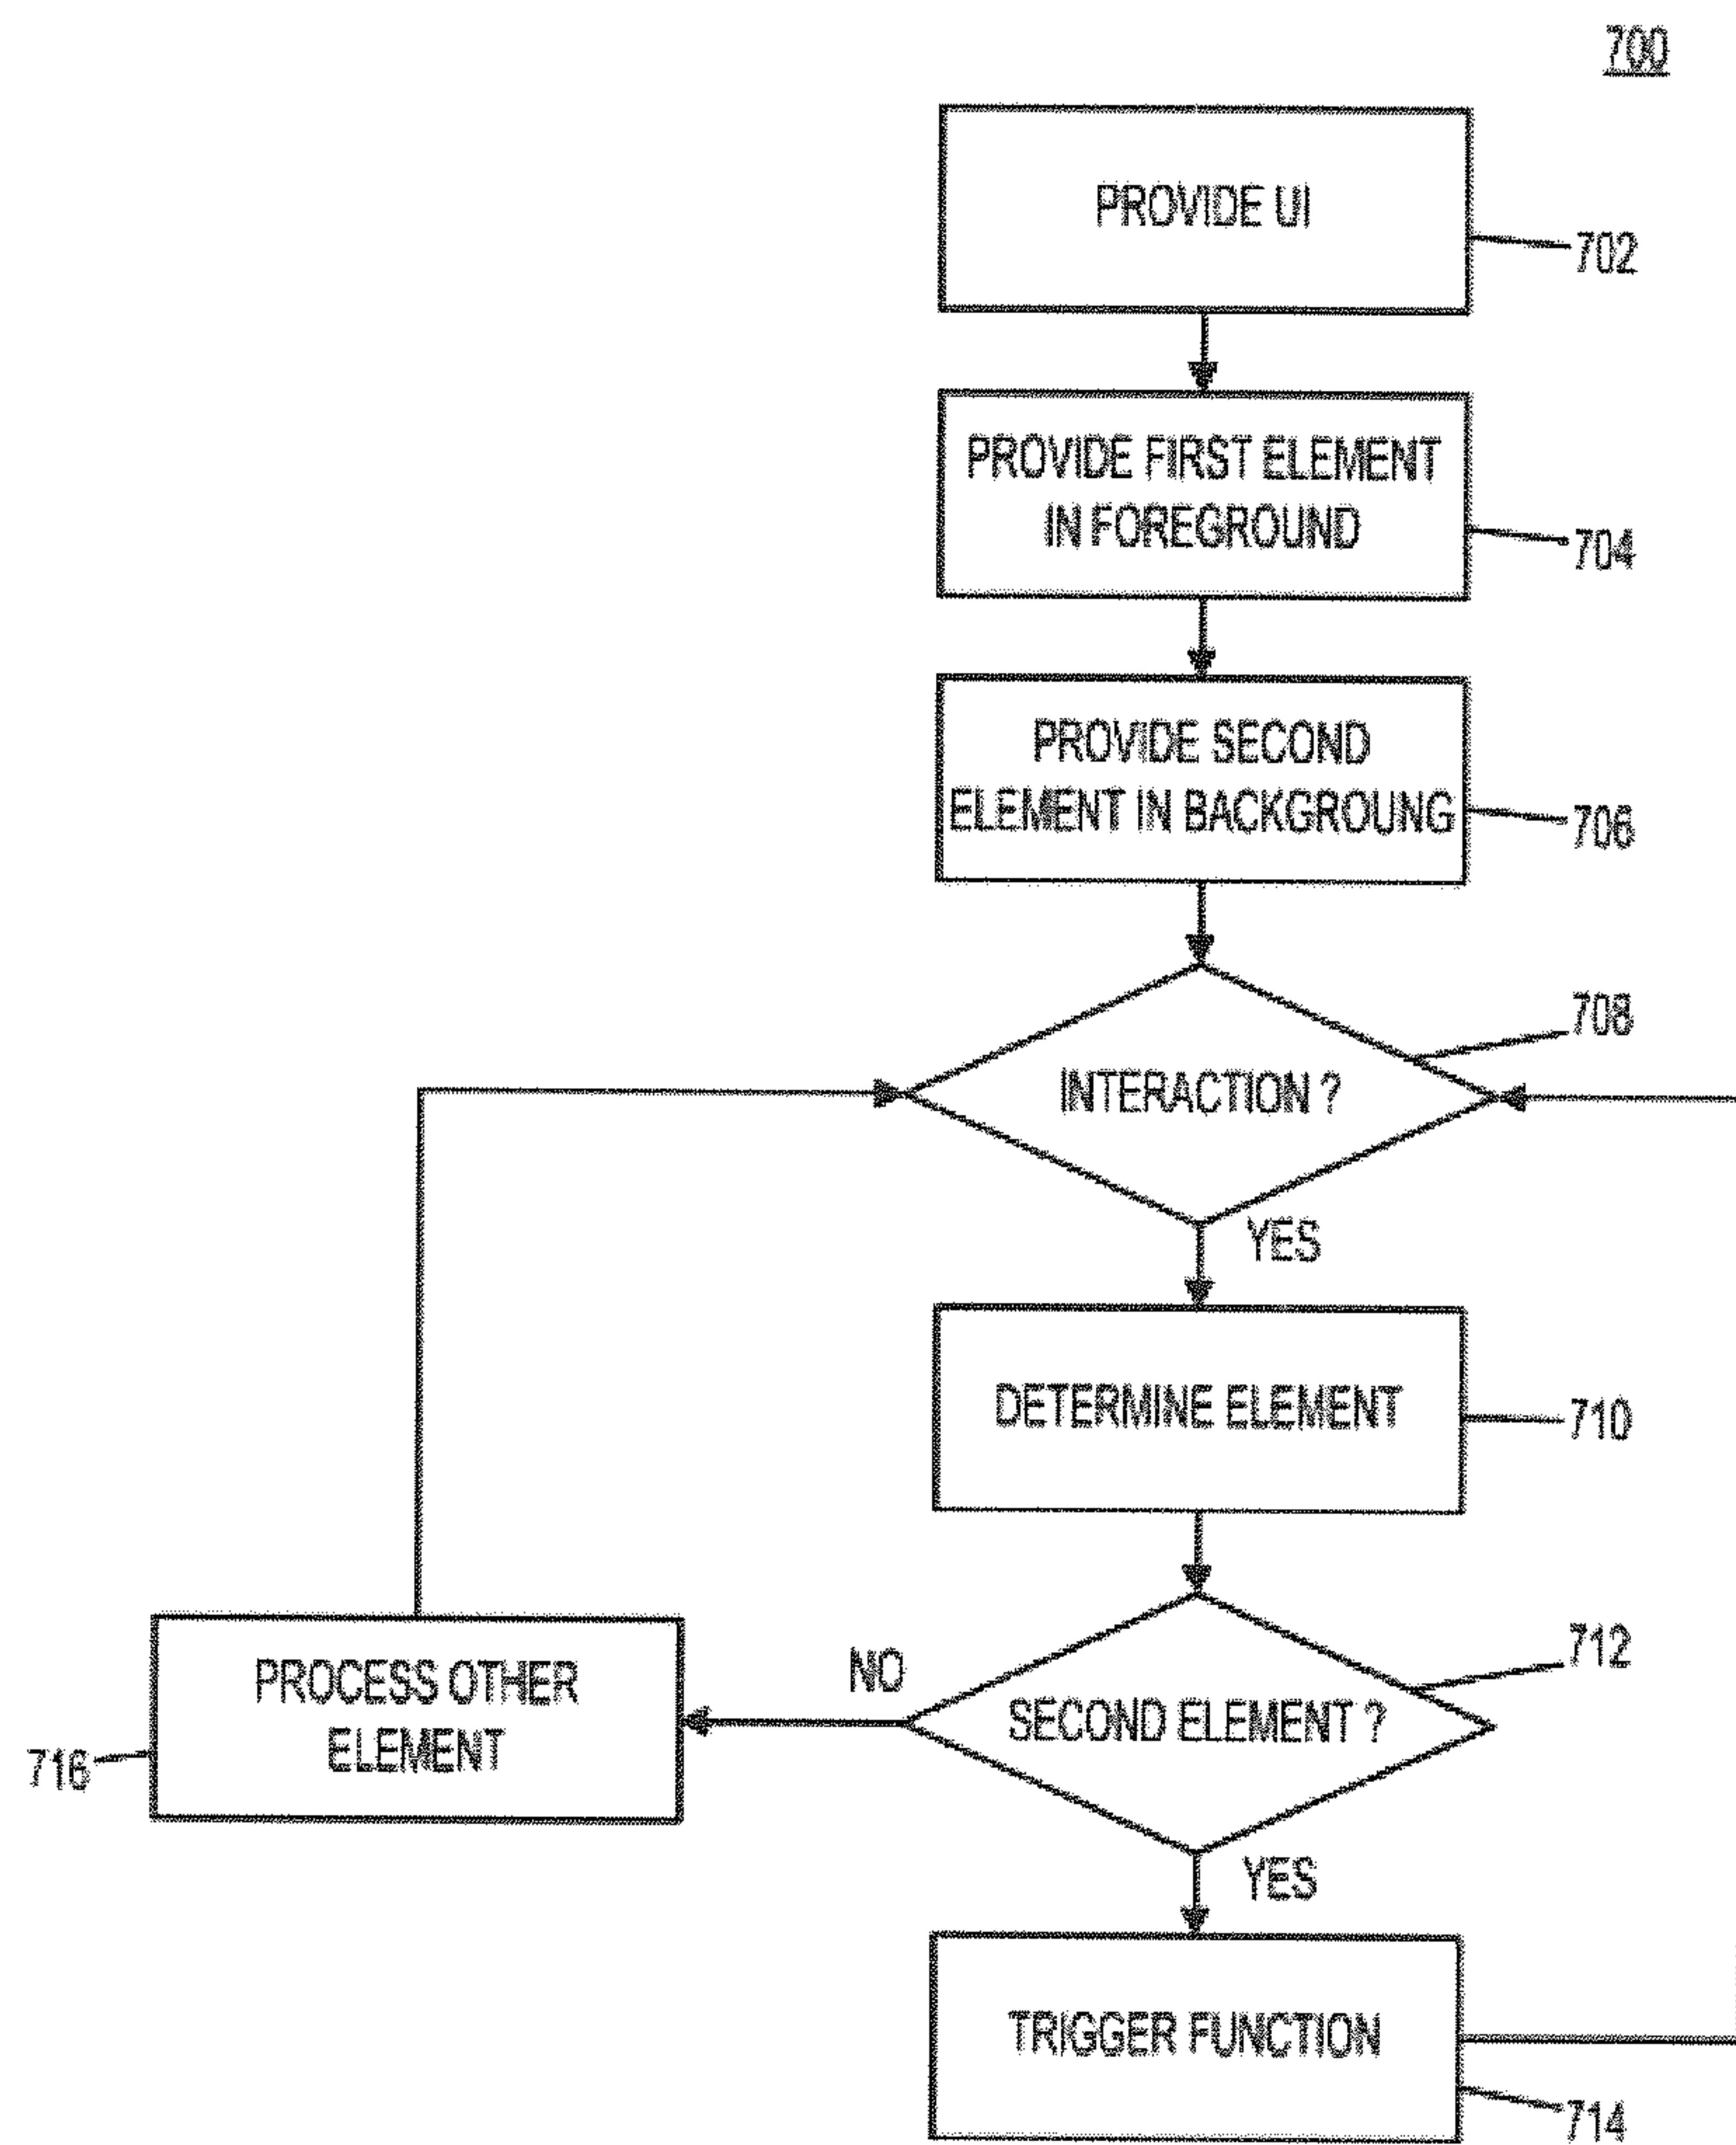 700
PROVIDE UI
702
PROVIDE FIRST ELEMENT
IN FOREGROUND
704
PROVIDE SECOND
ELEMENT IN BACKGROUNG
706
708
INTERACTION ?
YES
DETERMINE ELEMENT
710
712
SECOND ELEMENT ?
NO
PROCESS OTHER
ELEMENT
716
YES
TRIGGER FUNCTION
714